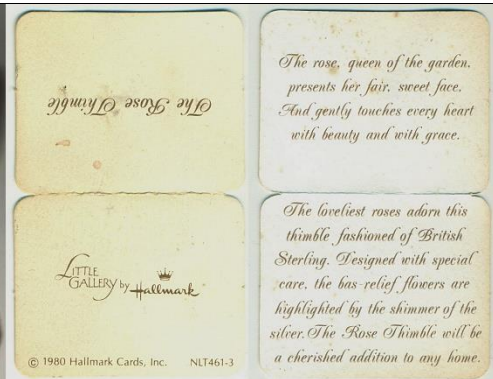 The Rose Thimble
LITTLE
GALLERY by Hallmark
© 1980 Hallmark Cards, Inc. NLT461-3
The rose, queen of the garden,
presents her fair, sweet face.
And gently touches every heart
with beauty and with grace.
The loveliest roses adorn this
thimble fashioned of British
Sterling. Designed with special
care, the bas-relief flowers are
highlighted by the shimmer of the
silver. The Rose Thimble will be
a cherished addition to any home.